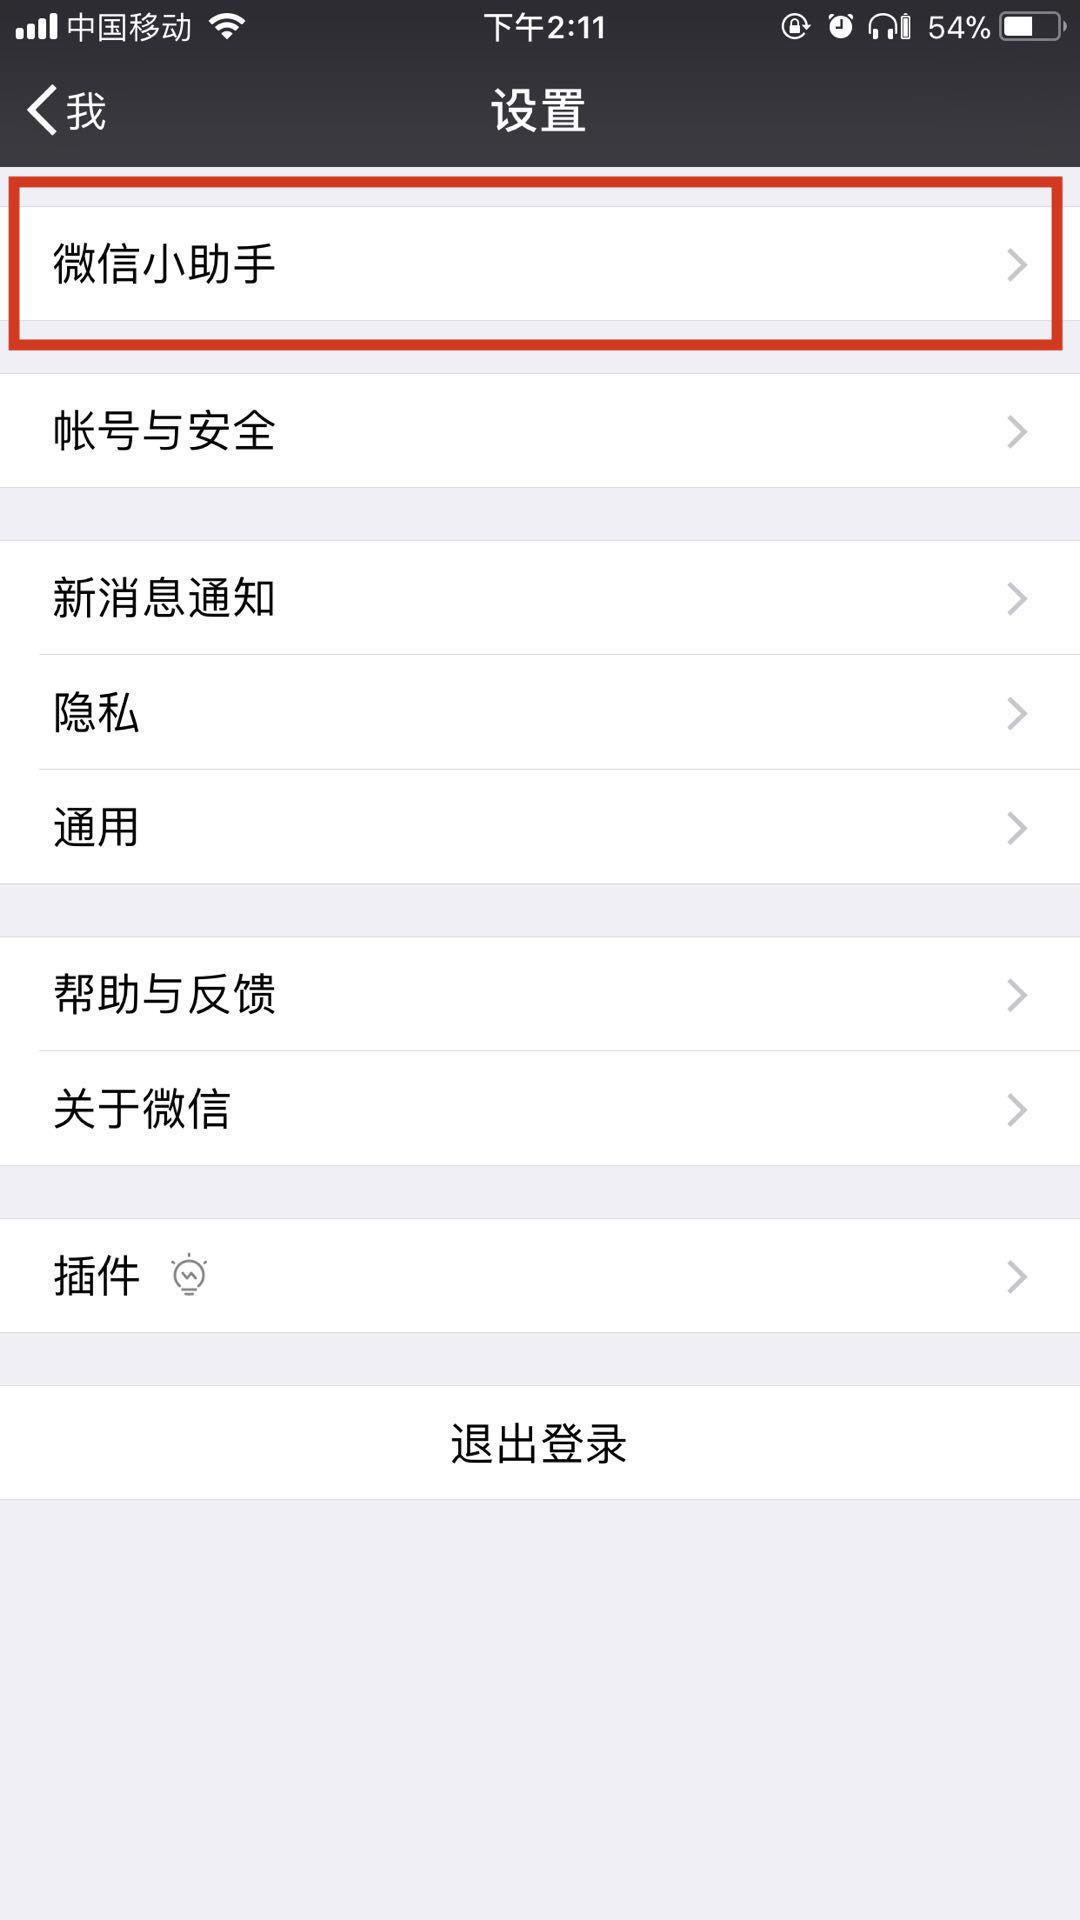 中国移动 下午2:11 54%
我 设置
微信小助手
帐号与安全
新消息通知
隐私
通用
帮助与反馈
关于微信
插件
退出登录